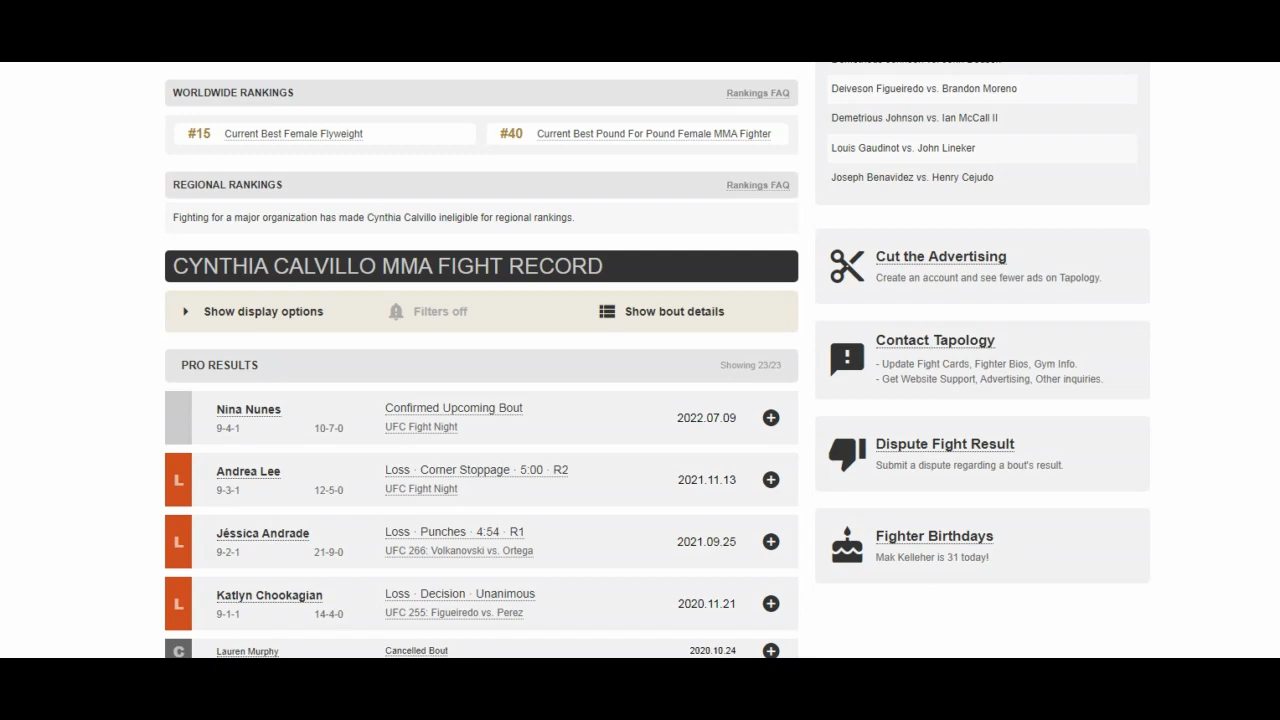 WORLDWIDE RANKINGS Rankings FAQ
#15 Current Best Female Flyweight #40 Current Best Pound For Pound Female MMA Fighter
REGIONAL RANKINGS Rankings FAQ
Fighting for a major organization has made Cynthia Calvillo ineligible for regional rankings.
CYNTHIA CALVILLO MMA FIGHT RECORD
Show display options Filters off Show bout details
PRO RESULTS Showing 23/23
Nina Nunes Confirmed Upcoming Bout 2022.07.09
9-4-1 10-7-0 UFC Fight Night
L Andrea Lee Loss · Corner Stoppage · 5:00 · R2 2021.11.13
9-3-1 12-5-0 UFC Fight Night
L Jéssica Andrade Loss · Punches · 4:54 · R1 2021.09.25
9-2-1 21-9-0 UFC 266: Volkanovski vs. Ortega
L Katlyn Chookagian Loss · Decision · Unanimous 2020.11.21
9-1-1 14-4-0 UFC 255: Figueiredo vs. Perez
C Lauren Murphy Cancelled Bout 2020.10.24
Deiveson Figueiredo vs. Brandon Moreno
Demetrious Johnson vs. Ian McCall II
Louis Gaudinot vs. John Lineker
Joseph Benavidez vs. Henry Cejudo
Cut the Advertising
Create an account and see fewer ads on Tapology.
Contact Tapology
- Update Fight Cards, Fighter Bios, Gym Info.
- Get Website Support, Advertising, Other inquiries.
Dispute Fight Result
Submit a dispute regarding a bout's result.
Fighter Birthdays
Mak Kelleher is 31 today!